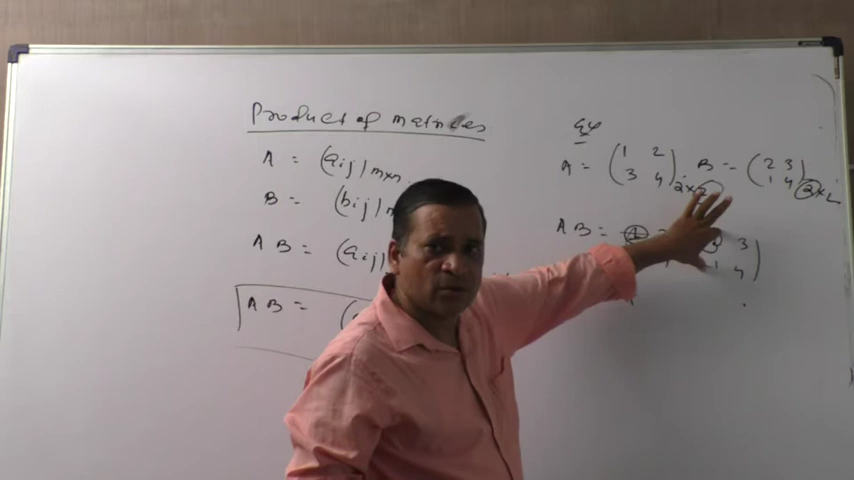 Product of matrices
A = (aij)mxn
B = (bij)m
AB = (aij)
AB = (
Ex
A = (1 2
3 4)2x2 B = (2 3
1 4)2x2
AB =
3
1 4)